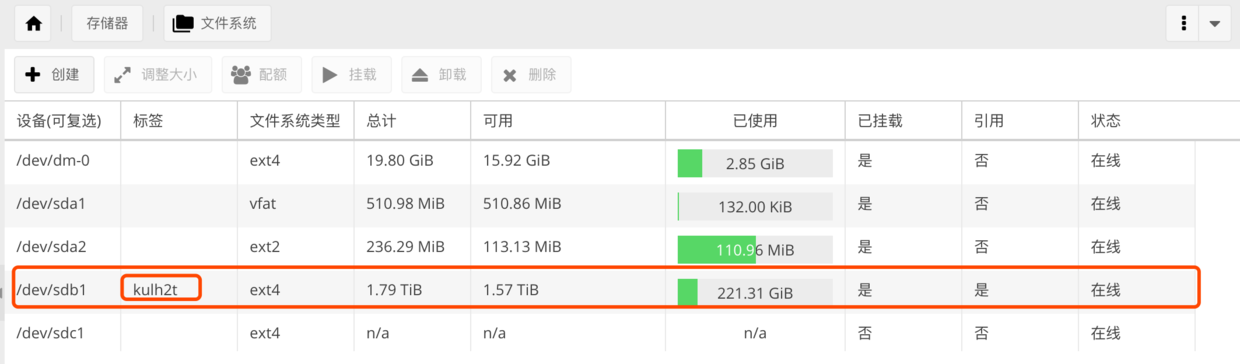 存储器 文件系统
创建 调整大小 配额 挂载 卸载 删除
设备(可复选) 标签 文件系统类型 总计 可用 已使用 已挂载 引用 状态
/dev/dm-0 ext4 19.80 GiB 15.92 GiB 2.85 GiB 是 否 在线
/dev/sda1 vfat 510.98 MiB 510.86 MiB 132.00 KiB 是 否 在线
/dev/sda2 ext2 236.29 MiB 113.13 MiB 110.96 MiB 是 否 在线
/dev/sdb1 kulh2t ext4 1.79 TiB 1.57 TiB 221.31 GiB 是 是 在线
/dev/sdc1 ext4 n/a n/a n/a 否 否 在线